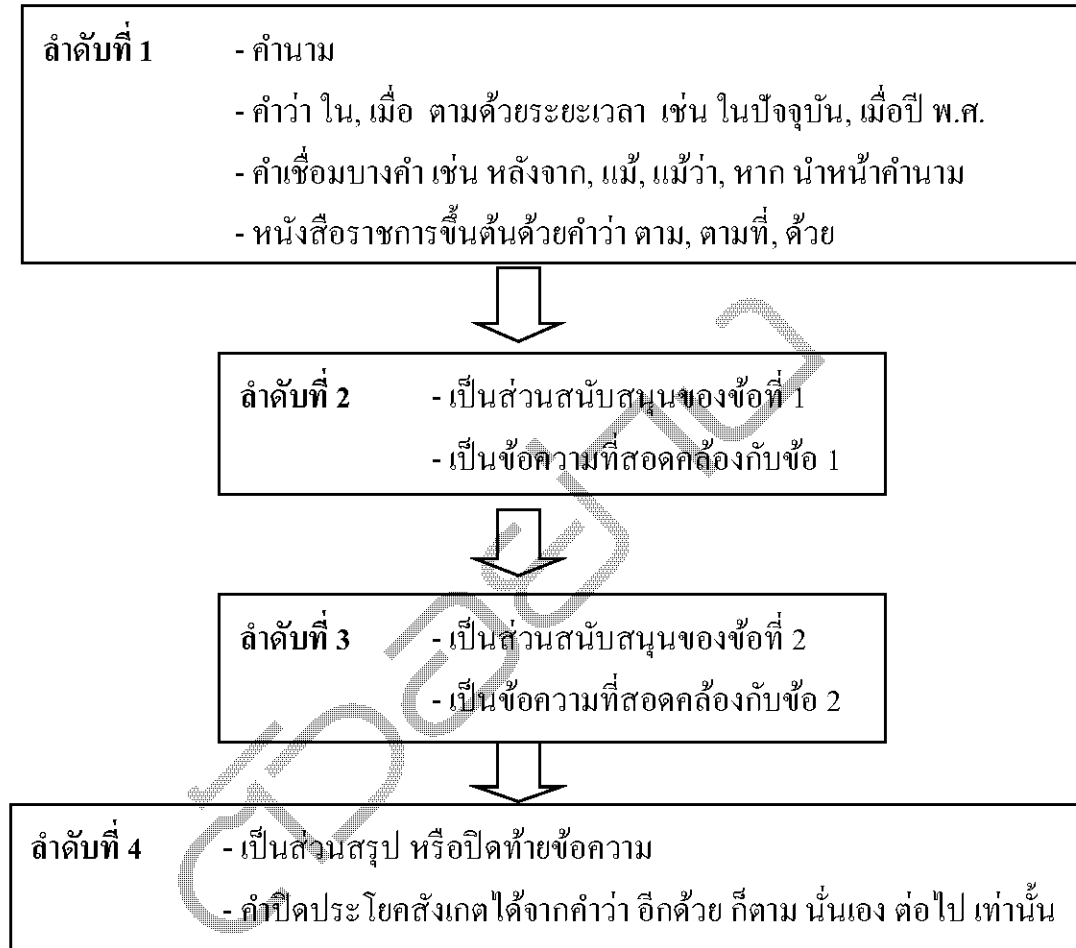 ลำดับที่ 1 - คำนาม
- คำว่า ใน, เมื่อ ตามด้วยระยะเวลา เช่น ในปัจจุบัน, เมื่อปี พ.ศ.
- คำเชื่อมบางคำ เช่น หลังจาก, แม้, แม้ว่า, หาก นำหน้าคำนาม
- หนังสือราชการขึ้นต้นด้วยคำว่า ตาม, ตามที่, ด้วย
ลำดับที่ 2 - เป็นส่วนสนับสนุนของข้อที่ 1
- เป็นข้อความที่สอดคล้องกับข้อ 1
ลำดับที่ 3 - เป็นส่วนสนับสนุนของข้อที่ 2
- เป็นข้อความที่สอดคล้องกับข้อ 2
ลำดับที่ 4 - เป็นส่วนสรุป หรือปิดท้ายข้อความ
- คำปิดประโยคสังเกตได้จากคำว่า อีกด้วย ก็ตาม นั่นเอง ต่อไป เท่านั้น